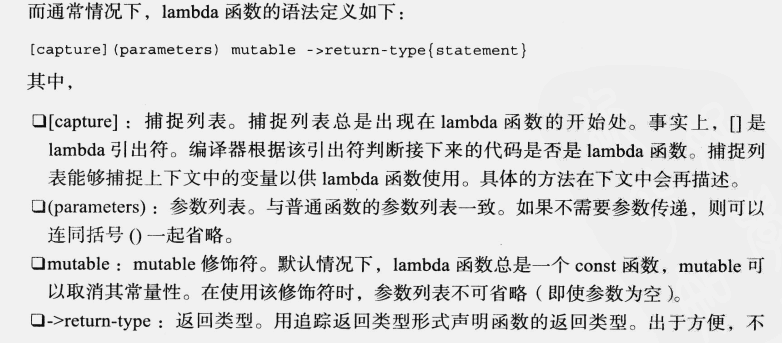 而通常情况下，lambda 函数的语法定义如下：
[capture](parameters) mutable ->return-type{statement}
其中，
❑[capture]：捕捉列表。捕捉列表总是出现在 lambda 函数的开始处。事实上，[] 是
lambda 引出符。编译器根据该引出符判断接下来的代码是否是 lambda 函数。捕捉列
表能够捕捉上下文中的变量以供 lambda 函数使用。具体的方法在下文中会再描述。
❑(parameters)：参数列表。与普通函数的参数列表一致。如果不需要参数传递，则可以
连同括号 () 一起省略。
❑mutable：mutable 修饰符。默认情况下，lambda 函数总是一个 const 函数，mutable 可
以取消其常量性。在使用该修饰符时，参数列表不可省略（即使参数为空）。
❑->return-type：返回类型。用追踪返回类型形式声明函数的返回类型。出于方便，不